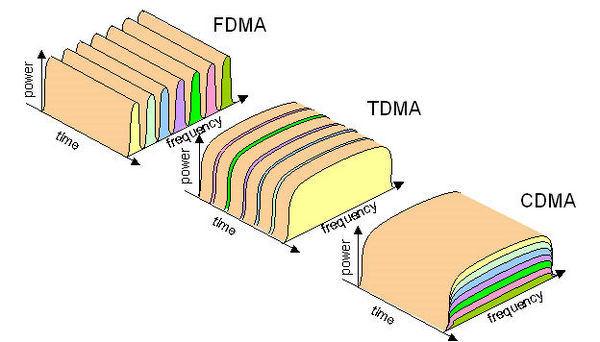 FDMA
power
time
frequency
TDMA
power
time
frequency
CDMA
power
time
frequency